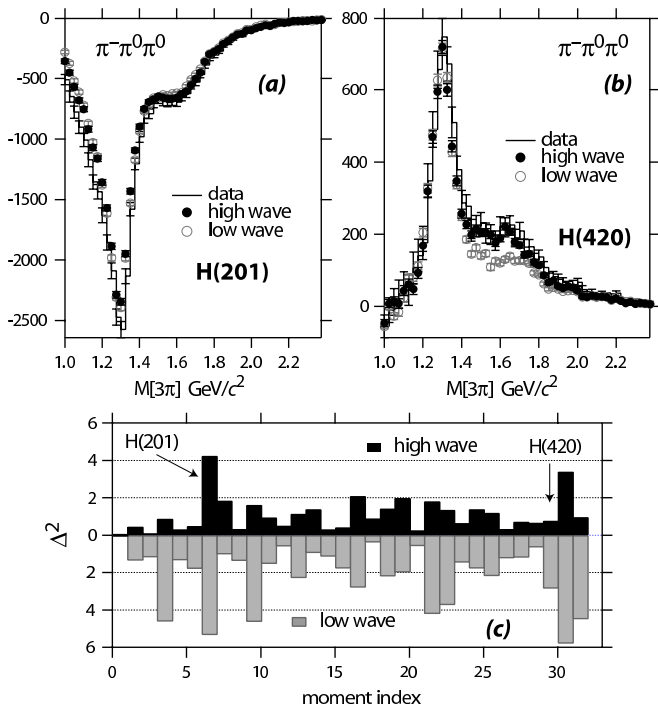 0
-500
-1000
-1500
-2000
-2500
π⁻π⁰π⁰
(a)
data
high wave
low wave
H(201)
1.0 1.2 1.4 1.6 1.8 2.0 2.2
M[3π] GeV/c²
800
600
400
200
0
π⁻π⁰π⁰
(b)
data
high wave
low wave
H(420)
1.0 1.2 1.4 1.6 1.8 2.0 2.2
M[3π] GeV/c²
6
4
2
0
2
4
6
Δ²
H(201)
high wave
H(420)
low wave
(c)
0 5 10 15 20 25 30
moment index